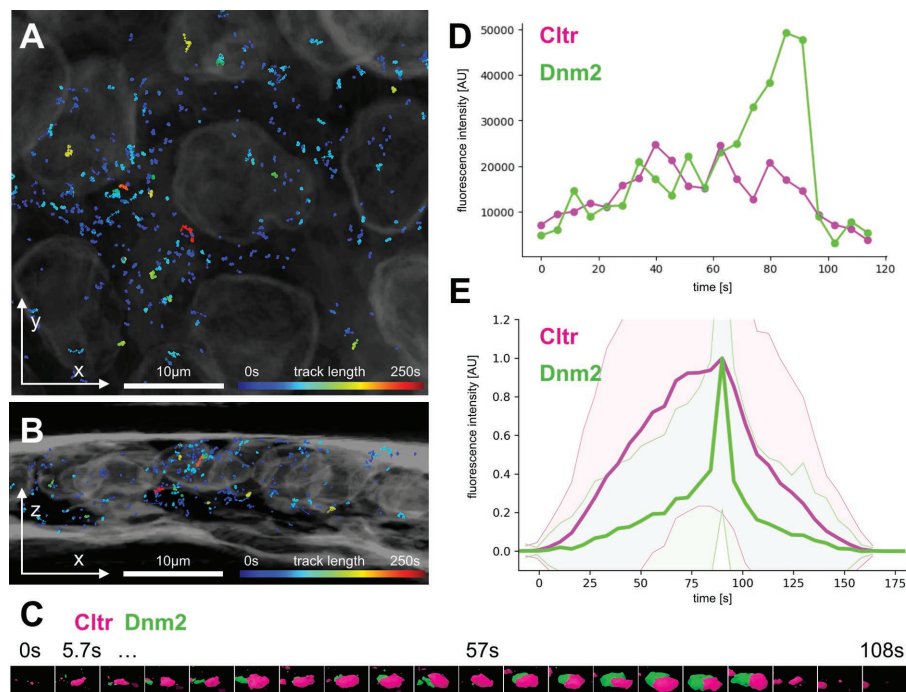 A
y
x
10μm
0s track length 250s
B
z
x
10μm
0s track length 250s
C
Cltr Dnm2
0s 5.7s ... 57s 108s
D
Cltr
Dnm2
fluorescence intensity [AU]
50000
40000
30000
20000
10000
0 20 40 60 80 100 120
time [s]
E
Cltr
Dnm2
fluorescence intensity [AU]
1.2
1.0
0.8
0.6
0.4
0.2
0.0
0 25 50 75 100 125 150 175
time [s]